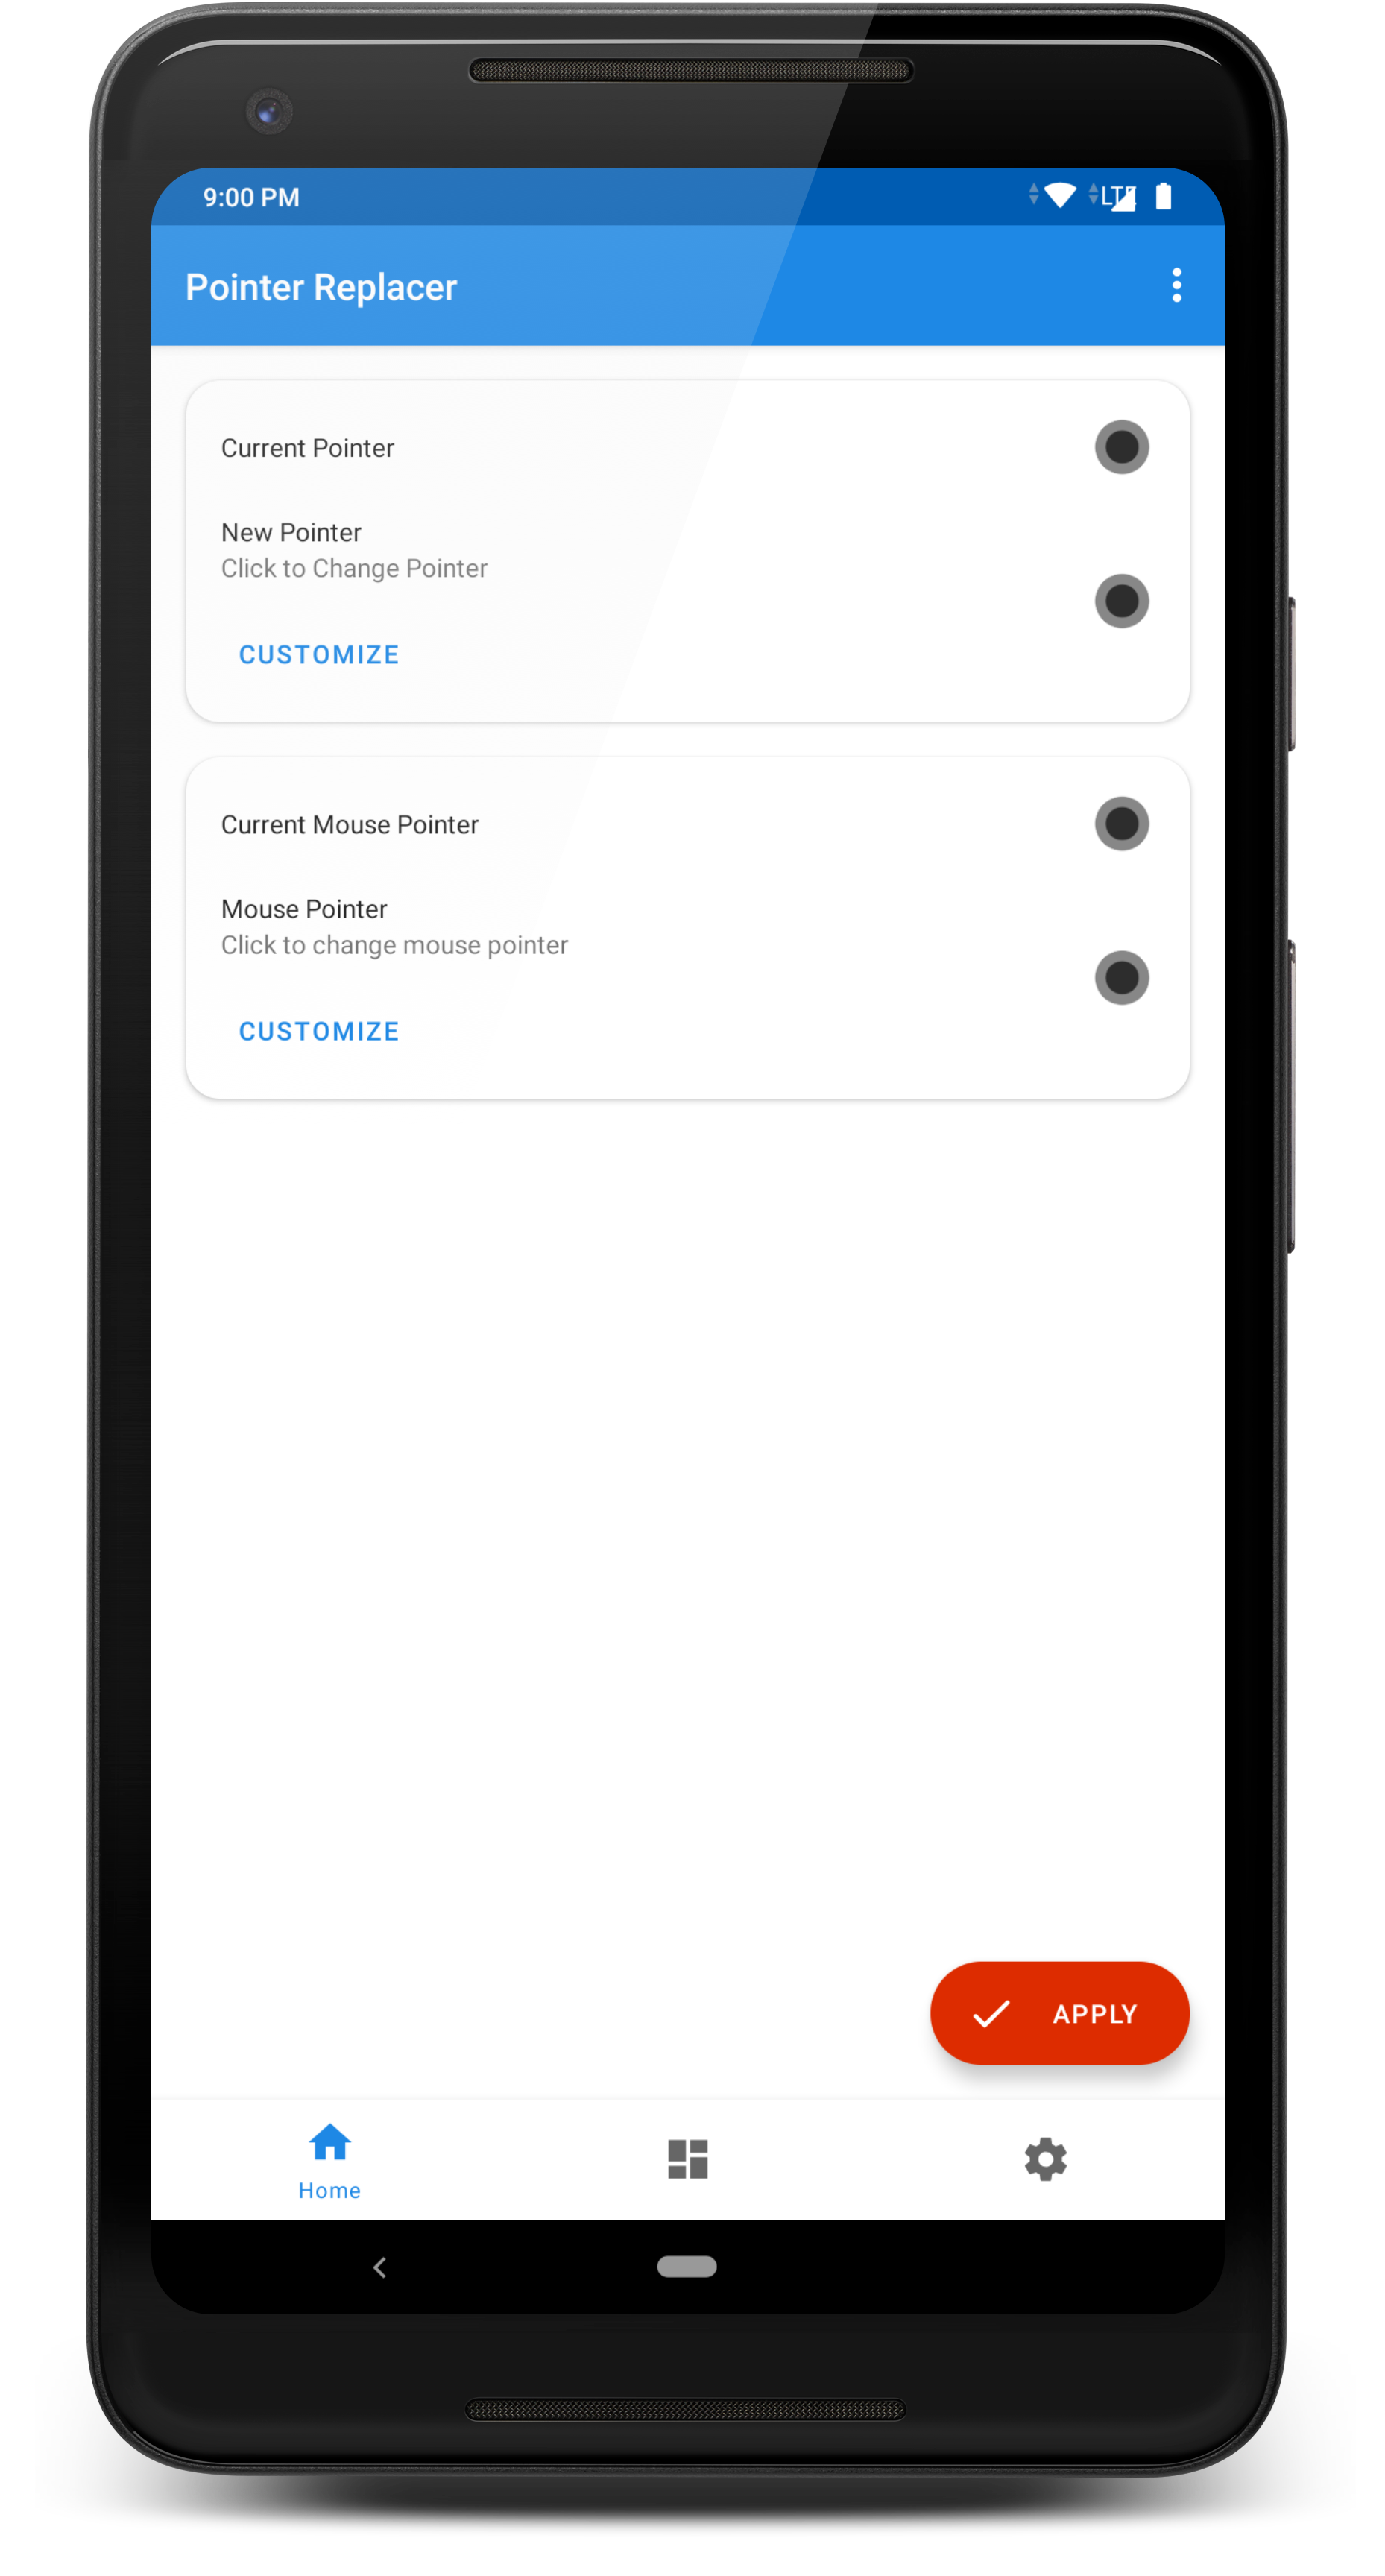 9:00 PM
LTE
Pointer Replacer
Current Pointer
New Pointer
Click to Change Pointer
CUSTOMIZE
Current Mouse Pointer
Mouse Pointer
Click to change mouse pointer
CUSTOMIZE
APPLY
Home